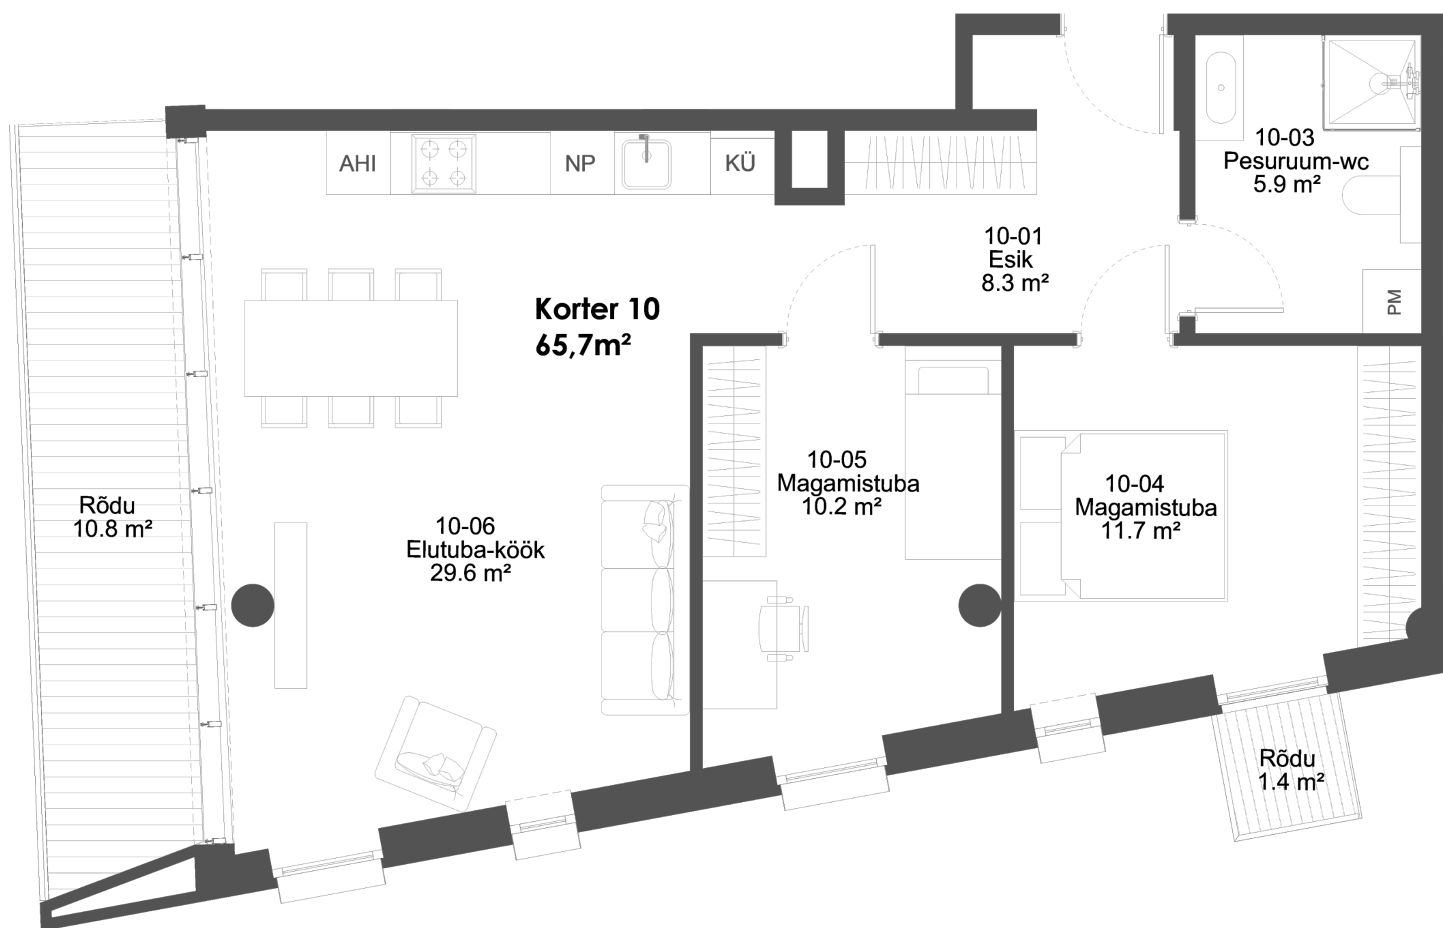 10-03
Pesuruum-wc
5.9 m²
AHI
NP
KÜ
10-01
Esik
8.3 m²
PM
Korter 10
65,7m²
10-05
Magamistuba
10.2 m²
10-04
Magamistuba
11.7 m²
Rõdu
10.8 m²
10-06
Elutuba-köök
29.6 m²
Rõdu
1.4 m²